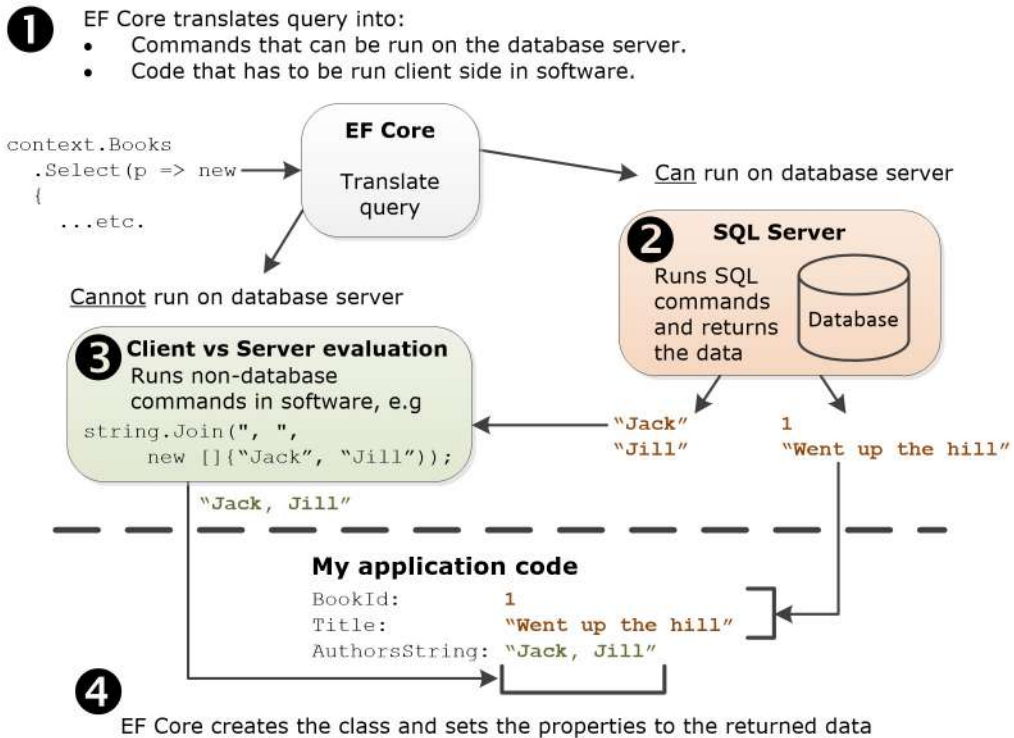 1
EF Core translates query into:
• Commands that can be run on the database server.
• Code that has to be run client side in software.
context.Books
.Select(p => new
{
...etc.
EF Core
Translate
query
Can run on database server
Cannot run on database server
2
SQL Server
Runs SQL
commands
and returns
the data
Database
3
Client vs Server evaluation
Runs non-database
commands in software, e.g
string.Join(", ",
new []{“Jack”, “Jill”));
“Jack”
“Jill”
1
“Went up the hill”
“Jack, Jill”
My application code
BookId: 1
Title: “Went up the hill”
AuthorsString: “Jack, Jill”
4
EF Core creates the class and sets the properties to the returned data